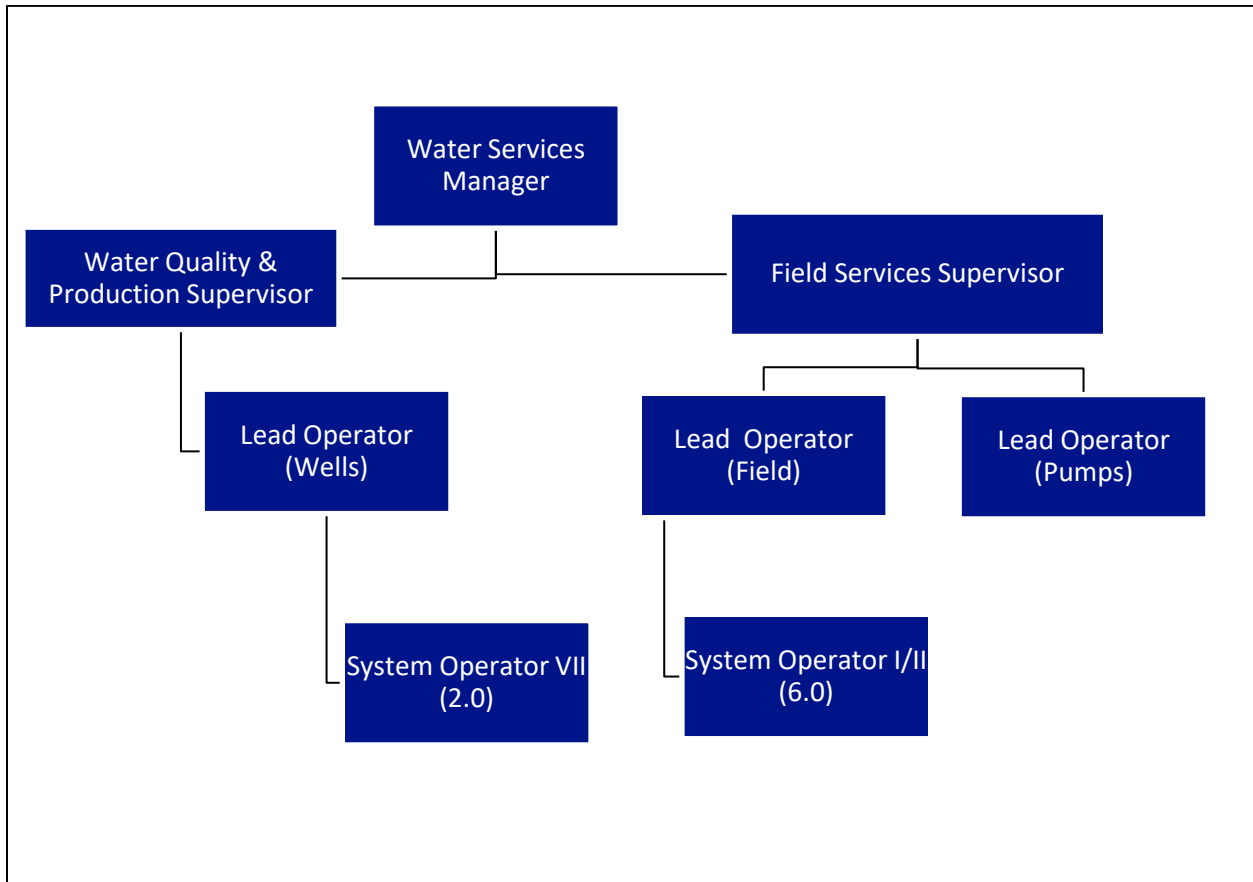 Water Services
Manager
Water Quality &
Production Supervisor
Field Services Supervisor
Lead Operator
(Wells)
Lead  Operator
(Field)
Lead Operator
(Pumps)
System Operator VII
(2.0)
System Operator I/II
(6.0)